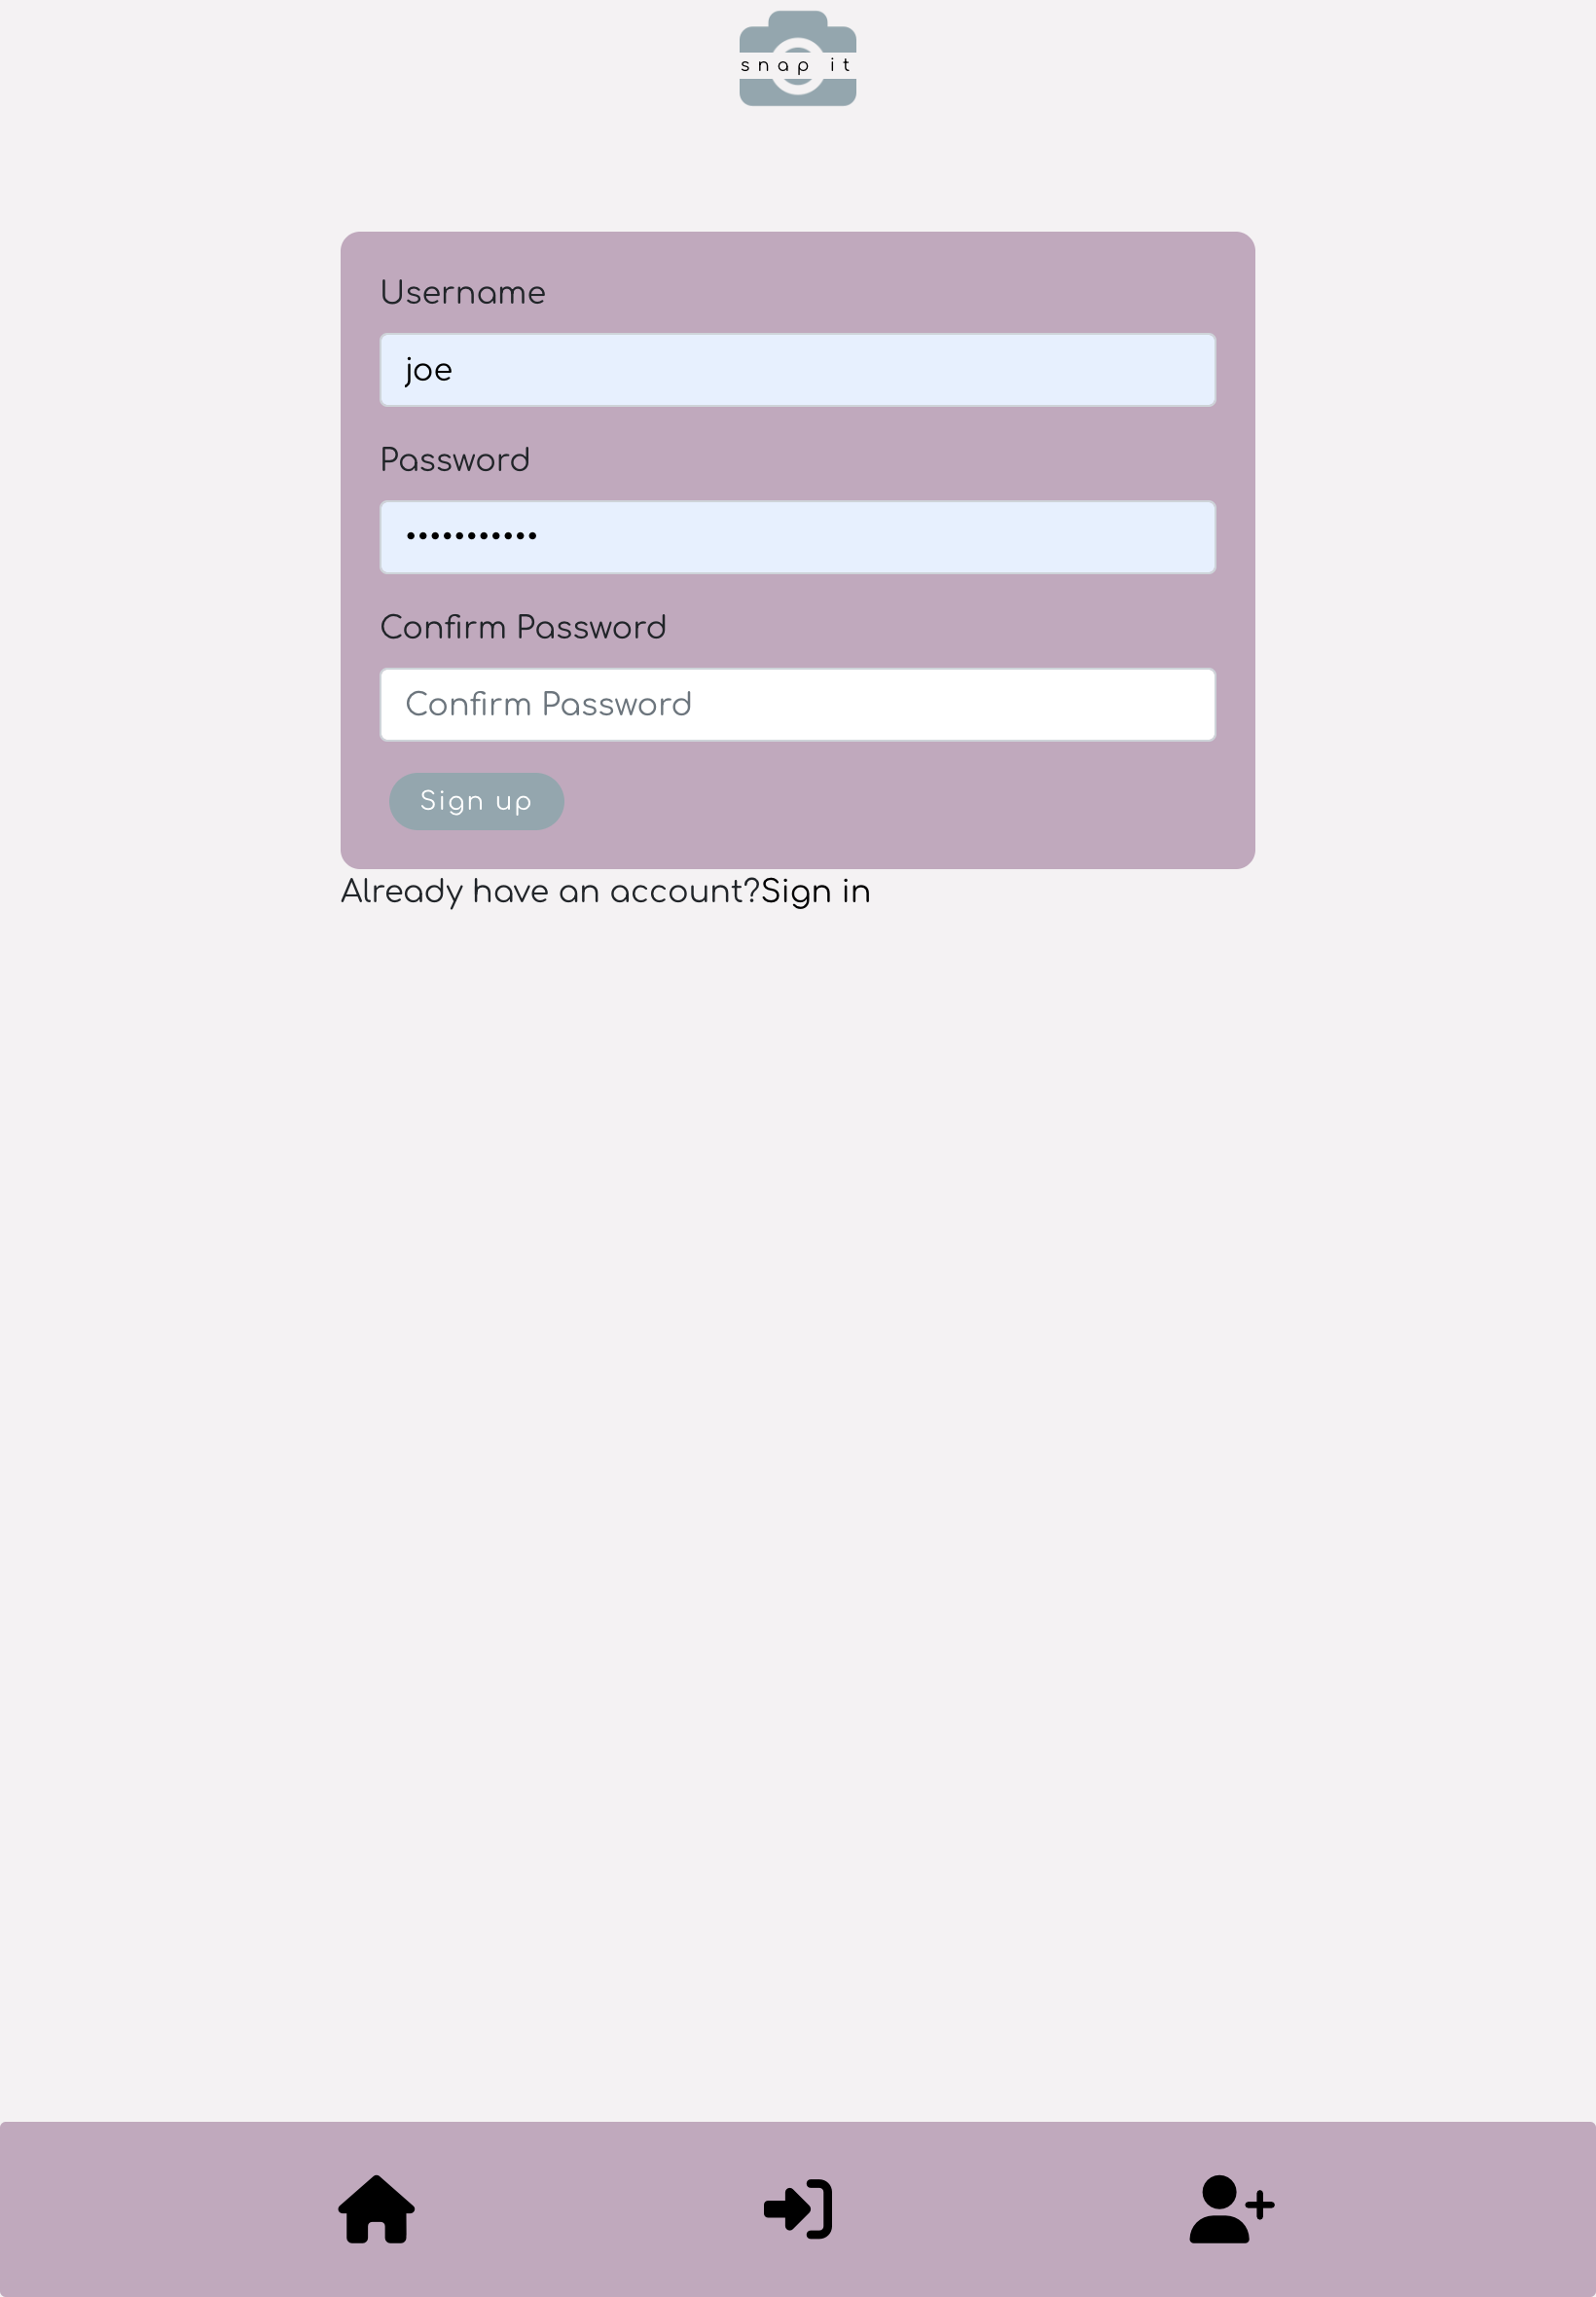 snap it
Username
joe
Password
•••••••••••
Confirm Password
Confirm Password
Sign up
Already have an account?Sign in